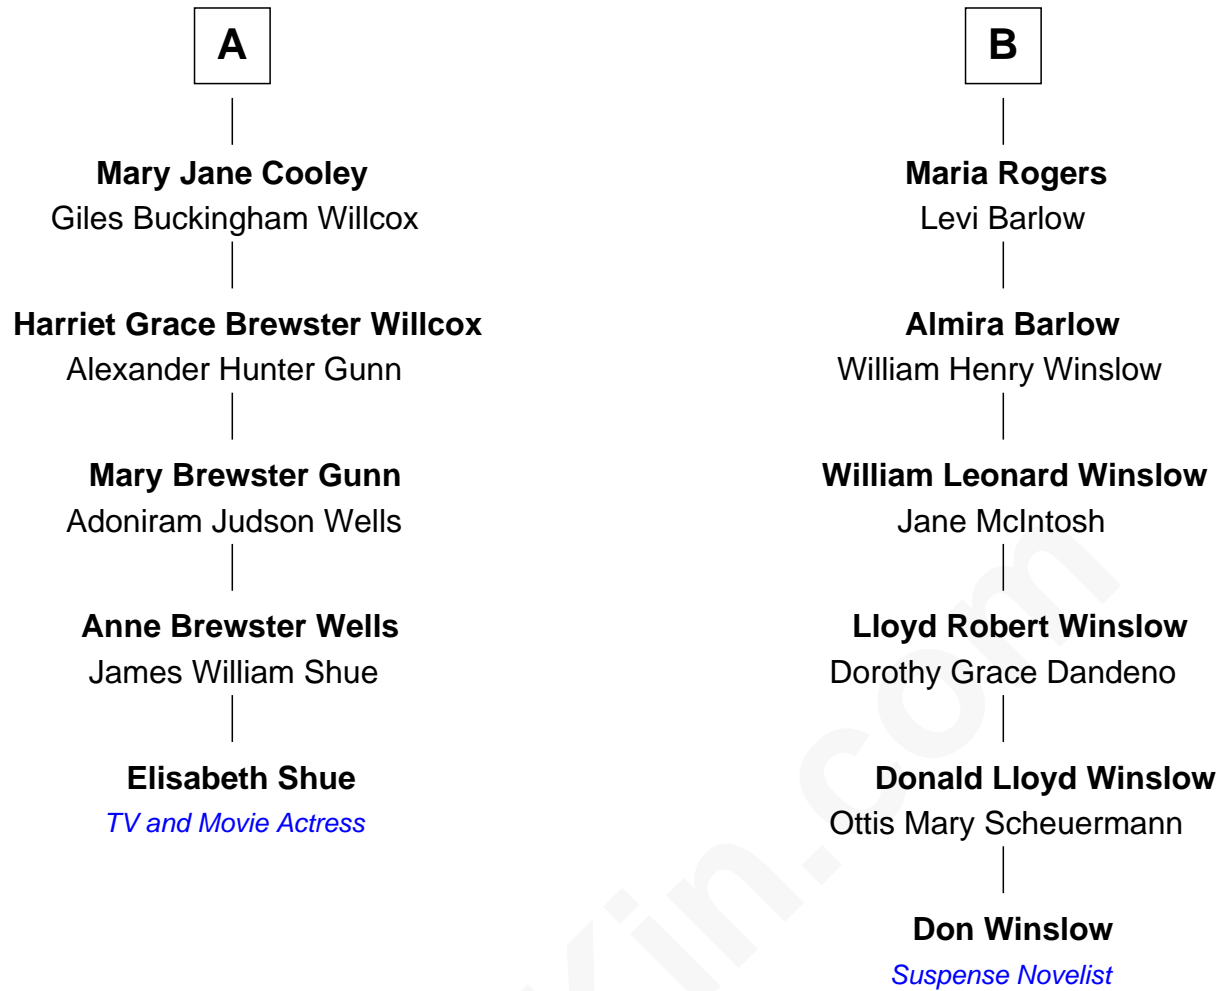 A
Mary Jane Cooley
Giles Buckingham Willcox
Harriet Grace Brewster Willcox
Alexander Hunter Gunn
Mary Brewster Gunn
Adoniram Judson Wells
Anne Brewster Wells
James William Shue
Elisabeth Shue
TV and Movie Actress
B
Maria Rogers
Levi Barlow
Almira Barlow
William Henry Winslow
William Leonard Winslow
Jane McIntosh
Lloyd Robert Winslow
Dorothy Grace Dandeno
Donald Lloyd Winslow
Ottis Mary Scheuermann
Don Winslow
Suspense Novelist
Kin.com